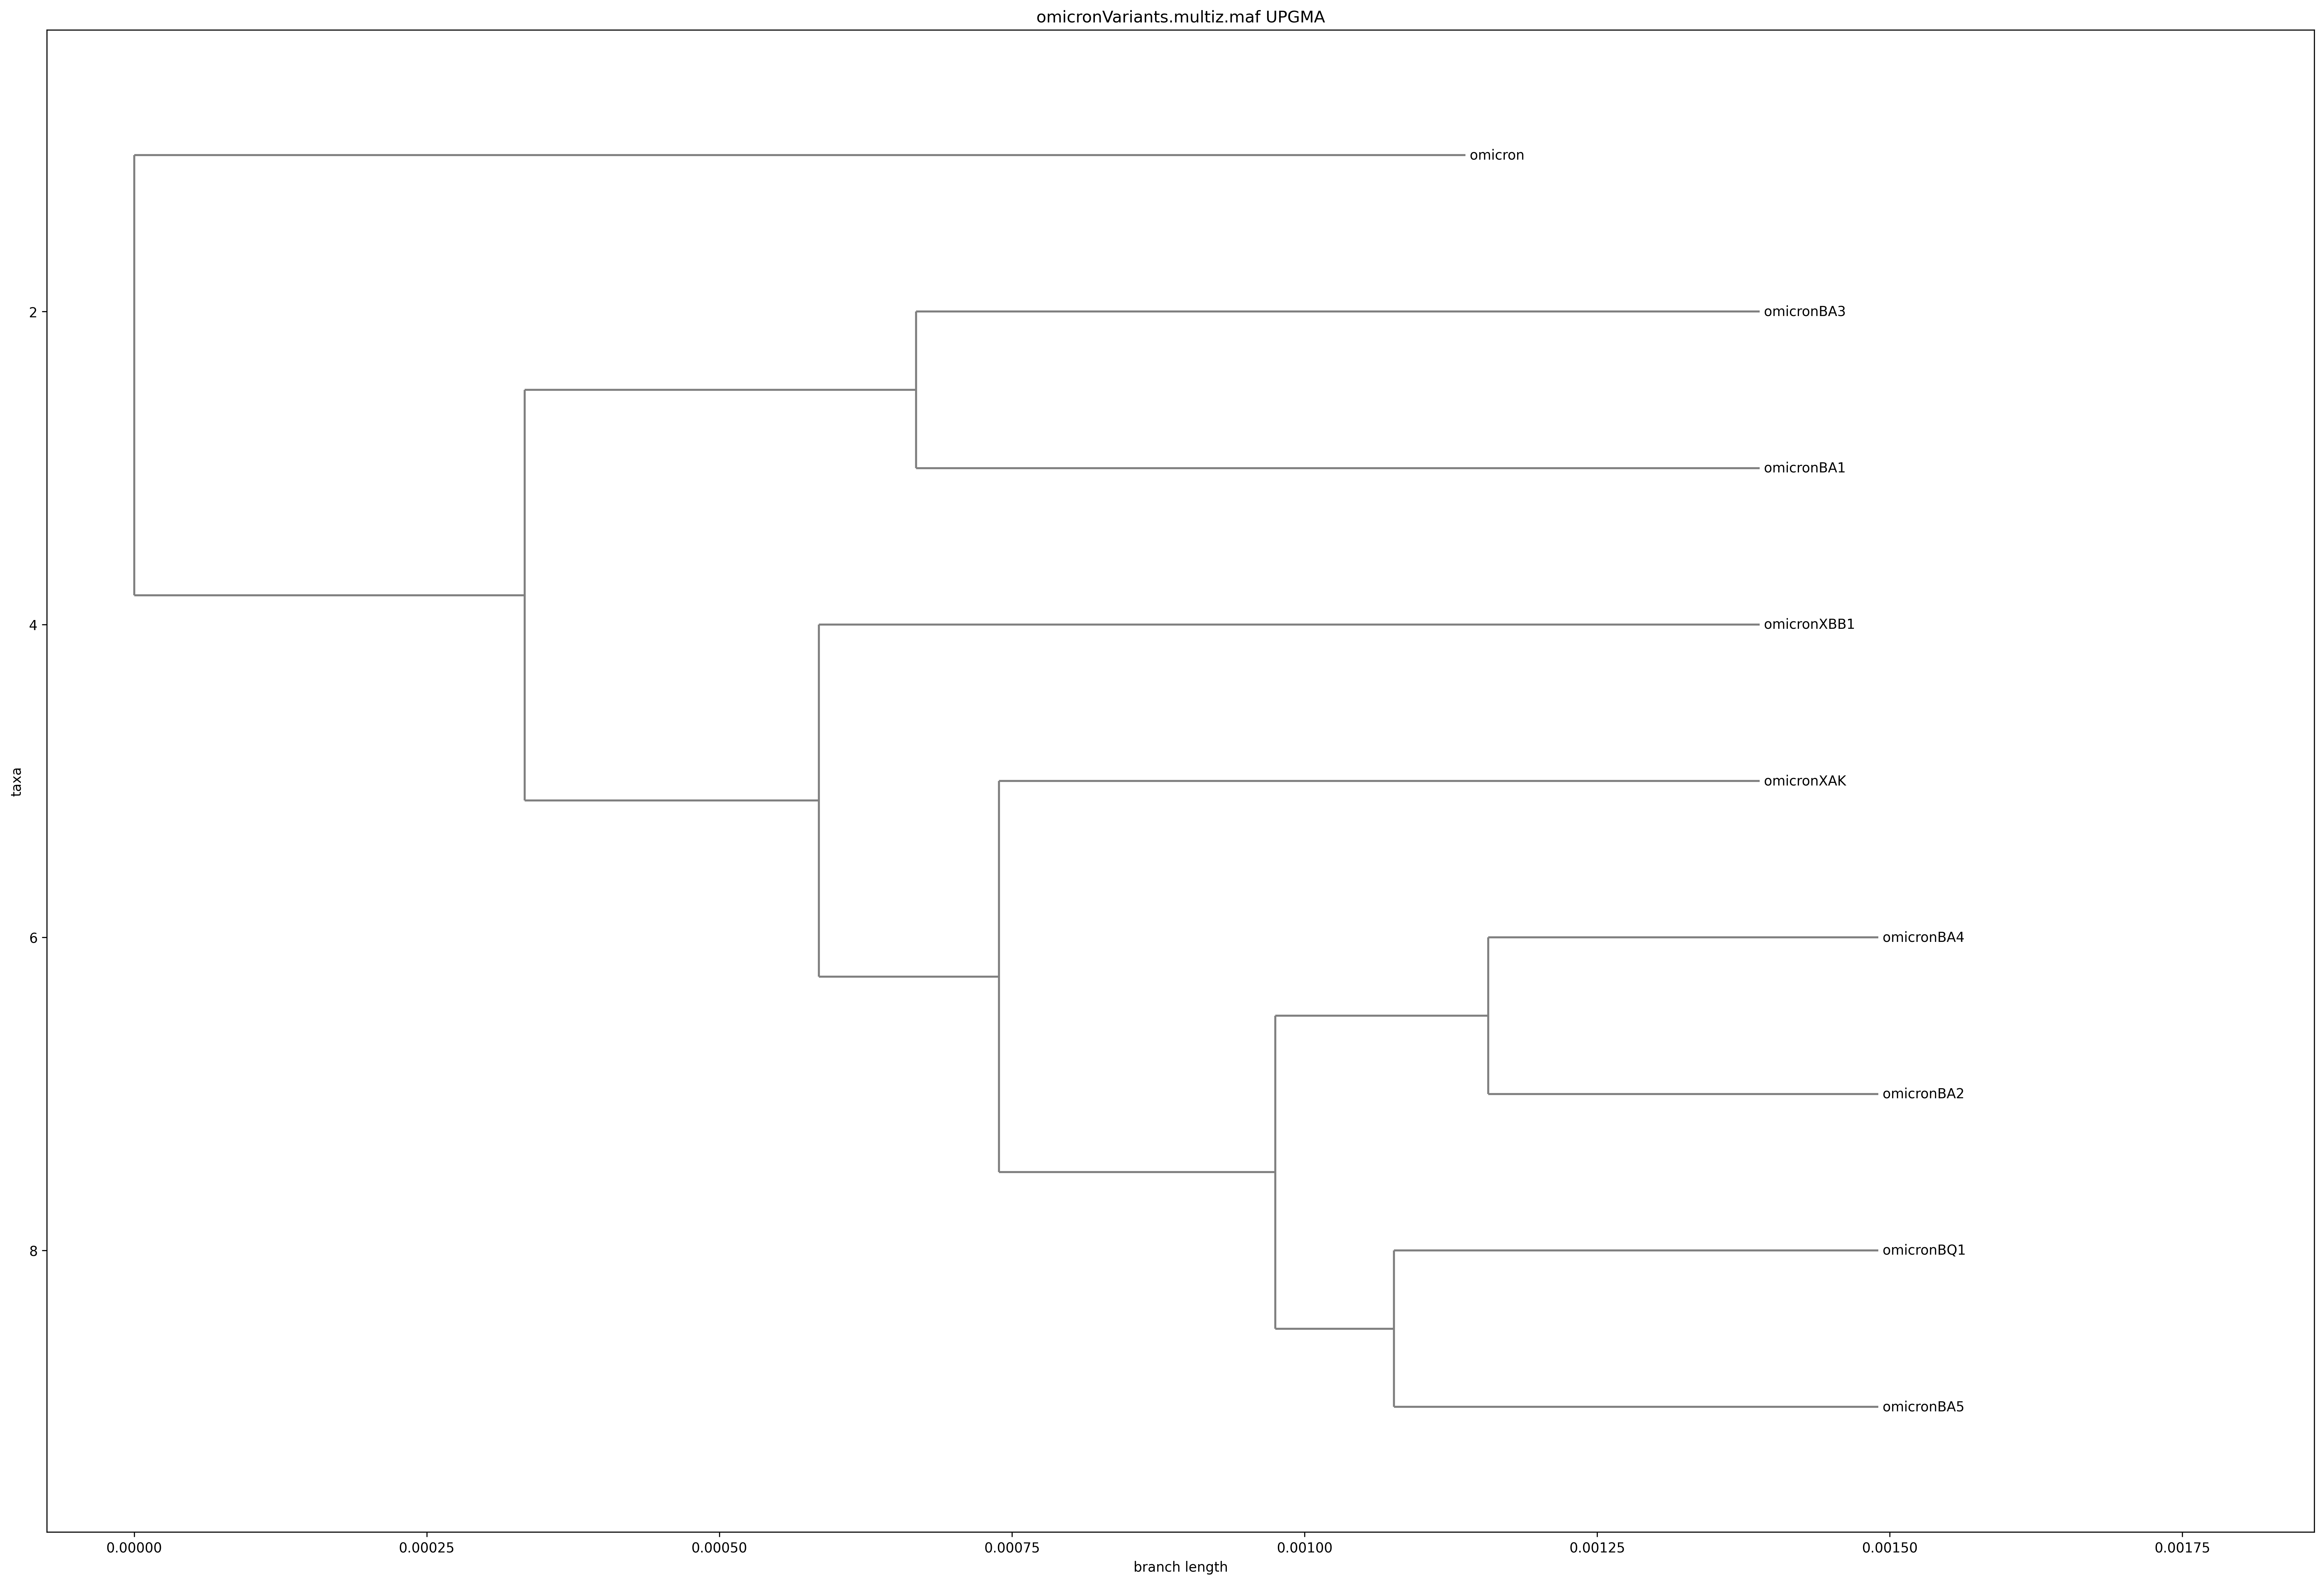 omicronVariants.multiz.maf UPGMA
omicron
2
omicronBA3
omicronBA1
4
omicronXBB1
taxa
omicronXAK
6
omicronBA4
omicronBA2
8
omicronBQ1
omicronBA5
0.00000 0.00025 0.00050 0.00075 0.00100 0.00125 0.00150 0.00175
branch length